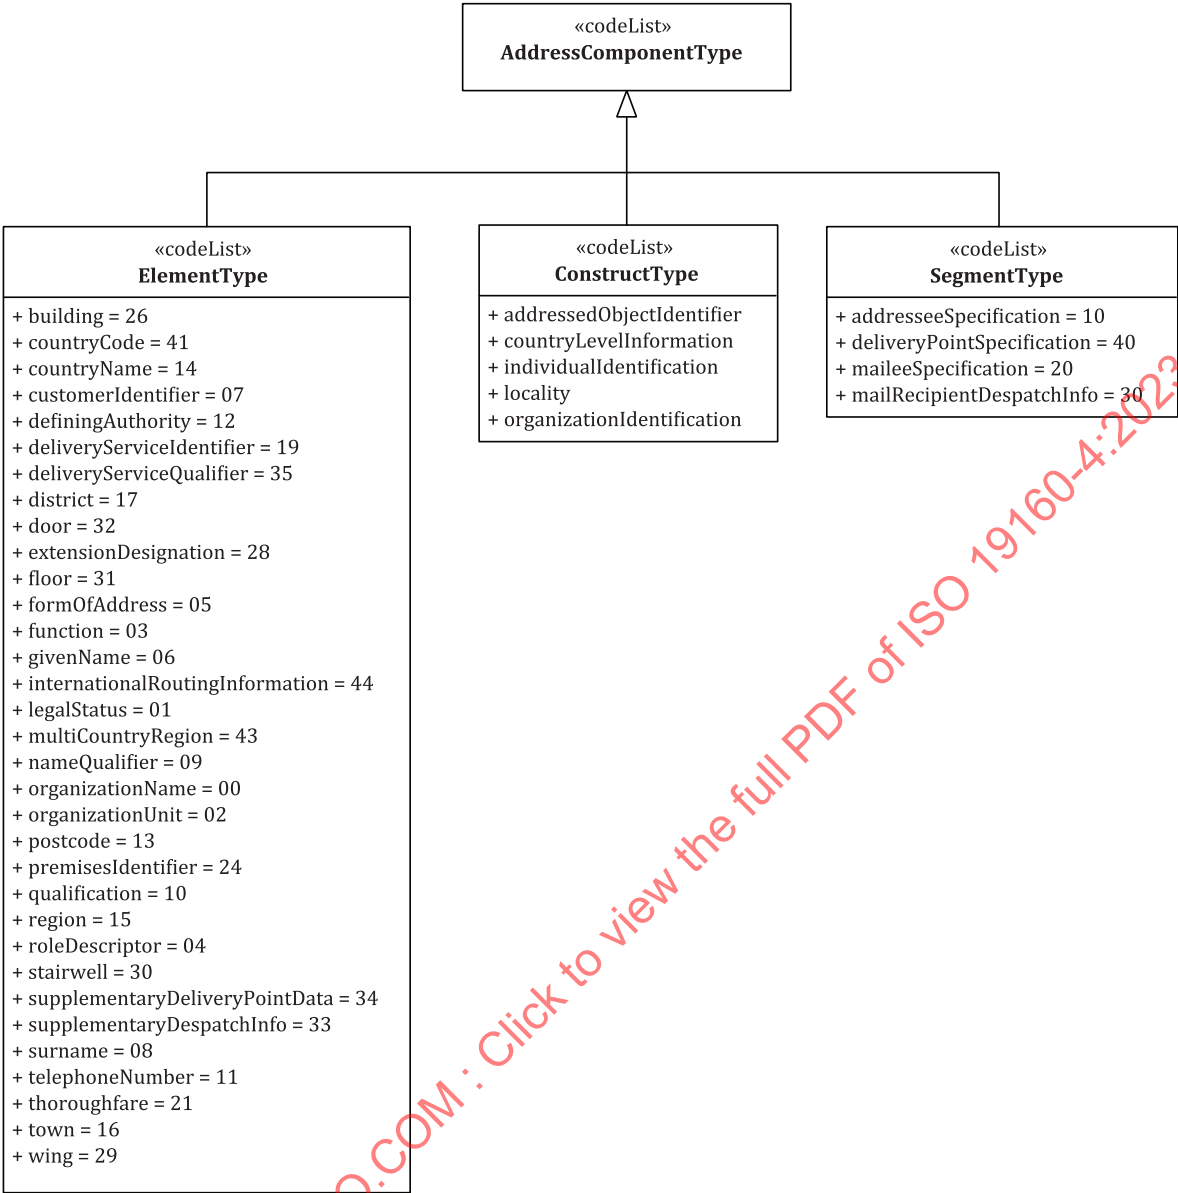 «codeList»
AddressComponentType
«codeList»
ElementType
+ building = 26
+ countryCode = 41
+ countryName = 14
+ customerIdentifier = 07
+ definingAuthority = 12
+ deliveryServiceIdentifier = 19
+ deliveryServiceQualifier = 35
+ district = 17
+ door = 32
+ extensionDesignation = 28
+ floor = 31
+ formOfAddress = 05
+ function = 03
+ givenName = 06
+ internationalRoutingInformation = 44
+ legalStatus = 01
+ multiCountryRegion = 43
+ nameQualifier = 09
+ organizationName = 00
+ organizationUnit = 02
+ postcode = 13
+ premisesIdentifier = 24
+ qualification = 10
+ region = 15
+ roleDescriptor = 04
+ stairwell = 30
+ supplementaryDeliveryPointData = 34
+ supplementaryDespatchInfo = 33
+ surname = 08
+ telephoneNumber = 11
+ thoroughfare = 21
+ town = 16
+ wing = 29
«codeList»
ConstructType
+ addressedObjectIdentifier
+ countryLevelInformation
+ individualIdentification
+ locality
+ organizationIdentification
«codeList»
SegmentType
+ addresseeSpecification = 10
+ deliveryPointSpecification = 40
+ maileeSpecification = 20
+ mailRecipientDespatchInfo = 30
O.COM : Click to view the full PDF of ISO 19160-4:2023